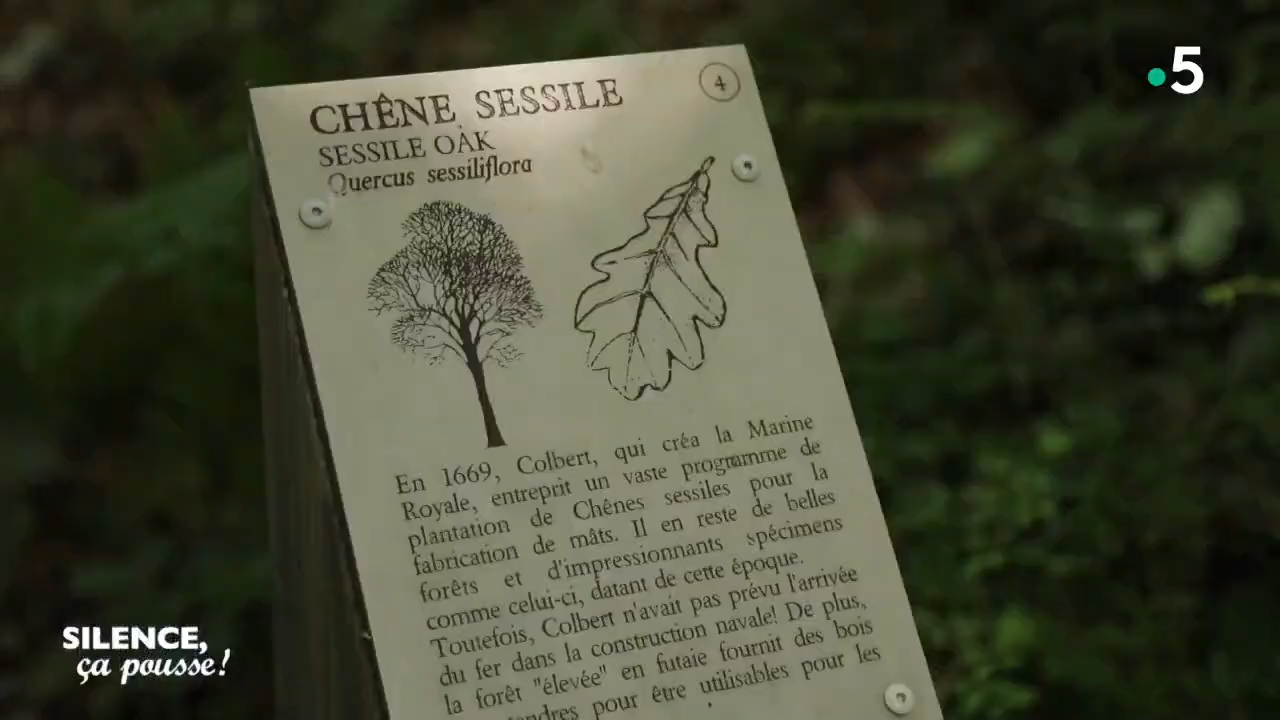 5
CHÊNE SESSILE
4
SESSILE OAK
Quercus sessiliflora
En 1669, Colbert, qui créa la Marine
Royale, entreprit un vaste programme de
plantation de Chênes sessiles pour la
fabrication de mâts. Il en reste de belles
forêts et d'impressionnants spécimens
comme celui-ci, datant de cette époque.
Toutefois, Colbert n'avait pas prévu l'arrivée
du fer dans la construction navale! De plus,
la forêt "élevée" en futaie fournit des bois
pour être utilisables pour les
SILENCE,
ça pousse!